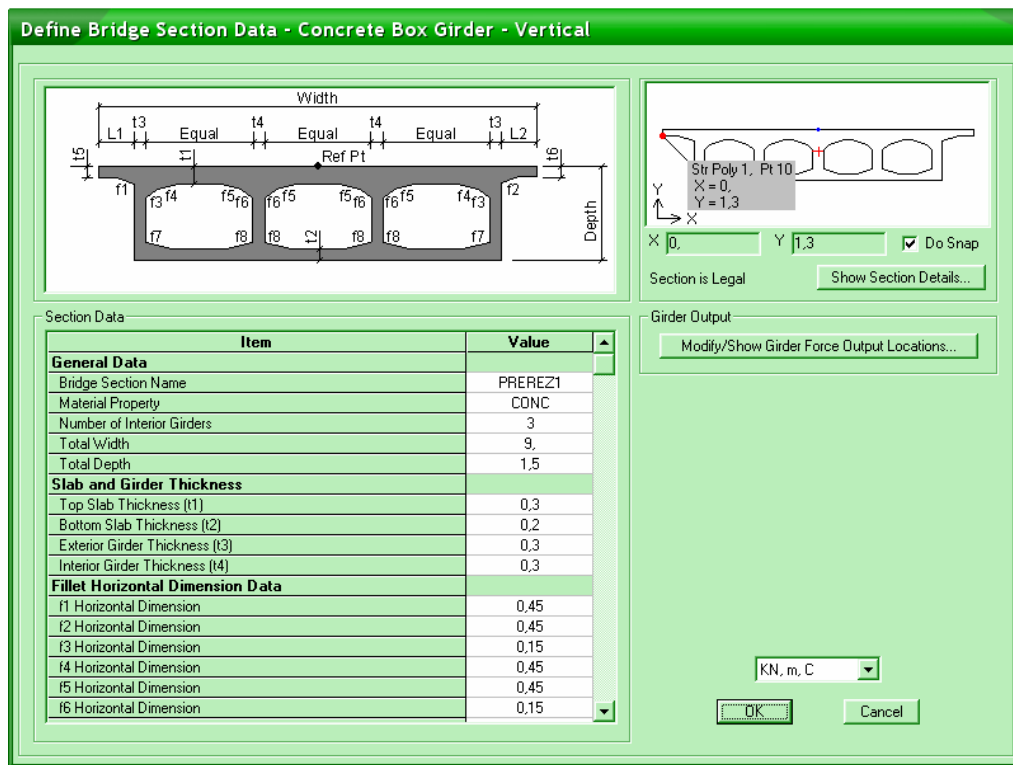 Define Bridge Section Data - Concrete Box Girder - Vertical
Width
t3 t4 t4 t3
L1 Equal Equal Equal L2
t5 t1 Ref Pt t6
f1 f2
f3 f4 f5 f6 f6 f5 f5 f6 f6 f5 f4 f3
Depth
f7 f8 f8 t2 f8 f8 f7
Str Poly 1, Pt 10
X = 0,
Y = 1,3
Y
X
X 0, Y 1,3 Do Snap
Section is Legal Show Section Details...
Section Data
Item Value
General Data
Bridge Section Name PREREZ1
Material Property CONC
Number of Interior Girders 3
Total Width 9,
Total Depth 1,5
Slab and Girder Thickness
Top Slab Thickness (t1) 0,3
Bottom Slab Thickness (t2) 0,2
Exterior Girder Thickness (t3) 0,3
Interior Girder Thickness (t4) 0,3
Fillet Horizontal Dimension Data
f1 Horizontal Dimension 0,45
f2 Horizontal Dimension 0,45
f3 Horizontal Dimension 0,15
f4 Horizontal Dimension 0,45
f5 Horizontal Dimension 0,45
f6 Horizontal Dimension 0,15
Girder Output
Modify/Show Girder Force Output Locations...
KN, m, C
OK Cancel